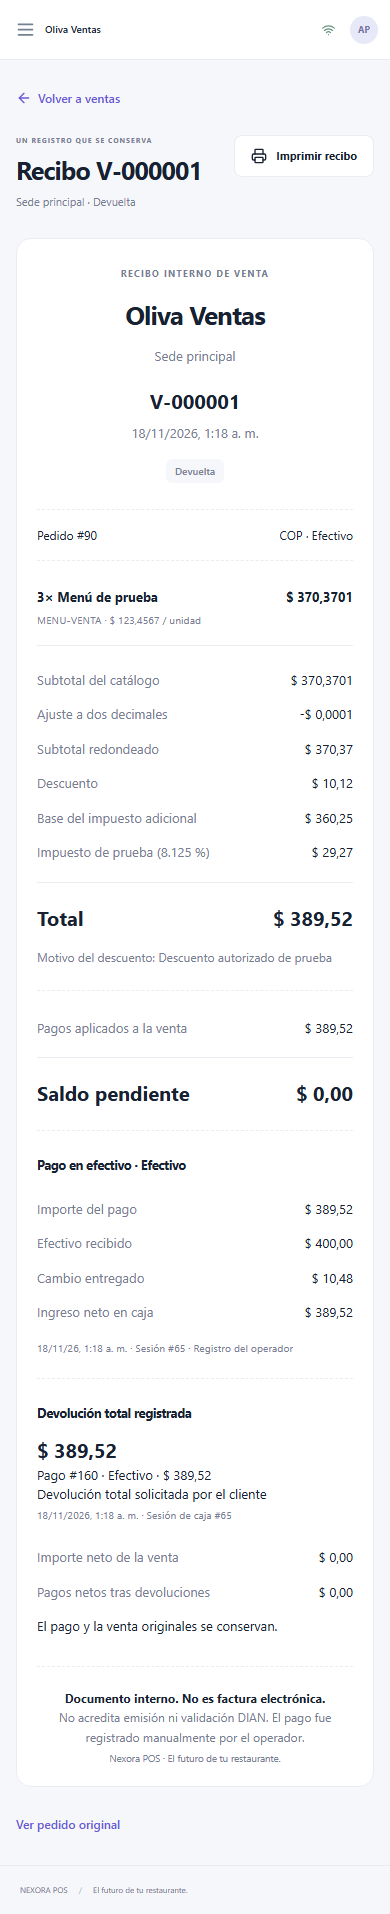 Oliva Ventas
AP
Volver a ventas
UN REGISTRO QUE SE CONSERVA
Recibo V-000001
Sede principal · Devuelta
Imprimir recibo
RECIBO INTERNO DE VENTA
Oliva Ventas
Sede principal
V-000001
18/11/2026, 1:18 a. m.
Devuelta
Pedido #90 COP · Efectivo
3× Menú de prueba $ 370,3701
MENU-VENTA · $ 123,4567 / unidad
Subtotal del catálogo $ 370,3701
Ajuste a dos decimales -$ 0,0001
Subtotal redondeado $ 370,37
Descuento $ 10,12
Base del impuesto adicional $ 360,25
Impuesto de prueba (8.125 %) $ 29,27
Total $ 389,52
Motivo del descuento: Descuento autorizado de prueba
Pagos aplicados a la venta $ 389,52
Saldo pendiente $ 0,00
Pago en efectivo · Efectivo
Importe del pago $ 389,52
Efectivo recibido $ 400,00
Cambio entregado $ 10,48
Ingreso neto en caja $ 389,52
18/11/26, 1:18 a. m. · Sesión #65 · Registro del operador
Devolución total registrada
$ 389,52
Pago #160 · Efectivo · $ 389,52
Devolución total solicitada por el cliente
18/11/2026, 1:18 a. m. · Sesión de caja #65
Importe neto de la venta $ 0,00
Pagos netos tras devoluciones $ 0,00
El pago y la venta originales se conservan.
Documento interno. No es factura electrónica.
No acredita emisión ni validación DIAN. El pago fue
registrado manualmente por el operador.
Nexora POS · El futuro de tu restaurante.
Ver pedido original
NEXORA POS / El futuro de tu restaurante.